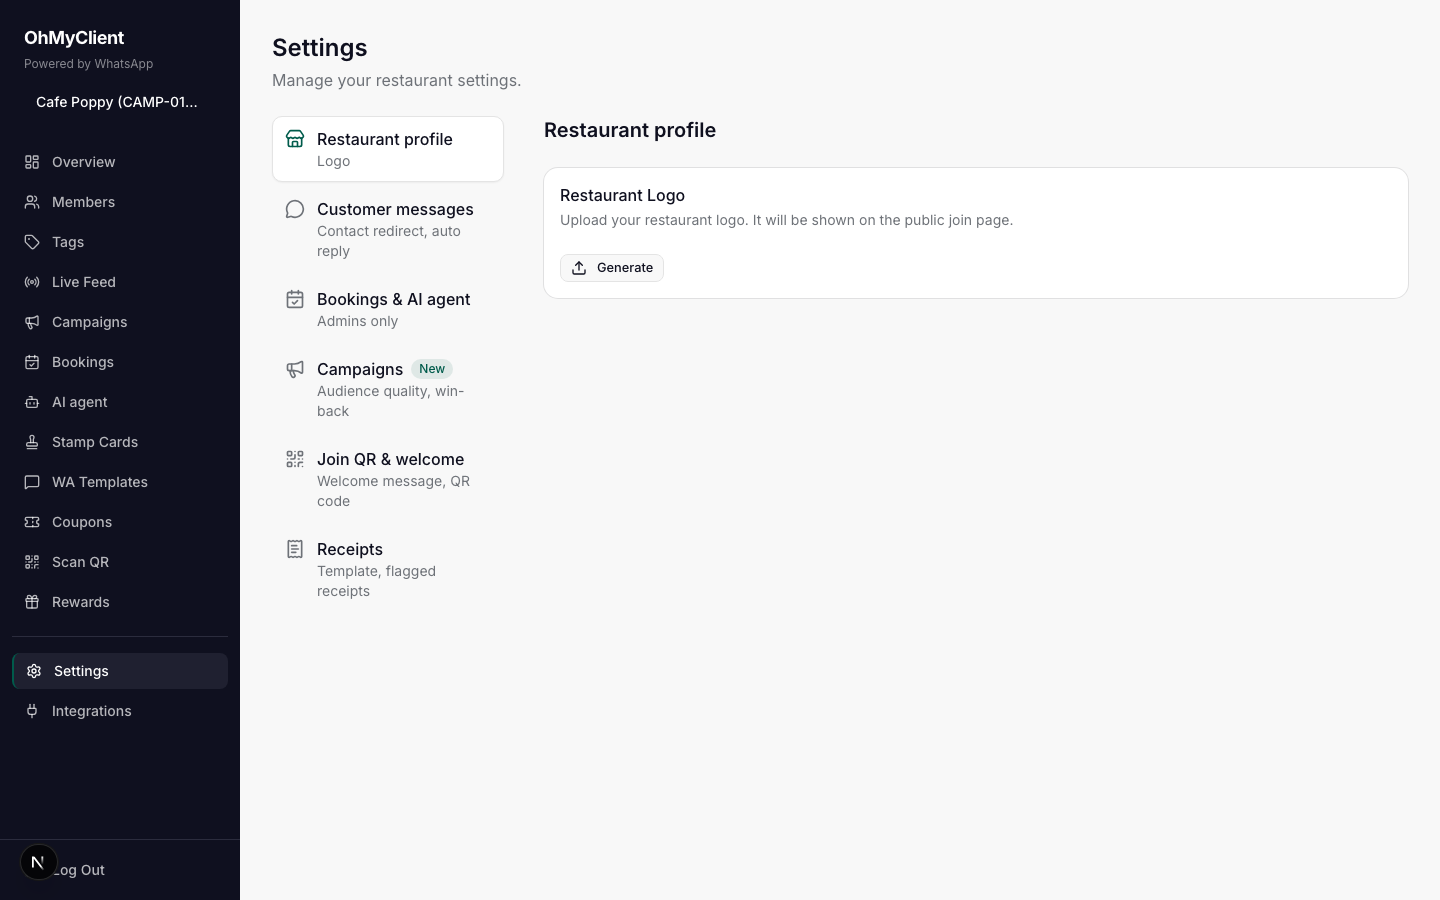 OhMyClient
Powered by WhatsApp
Cafe Poppy (CAMP-01...
Overview
Members
Tags
Live Feed
Campaigns
Bookings
AI agent
Stamp Cards
WA Templates
Coupons
Scan QR
Rewards
Settings
Integrations
N
Log Out
Settings
Manage your restaurant settings.
Restaurant profile
Logo
Customer messages
Contact redirect, auto
reply
Bookings & AI agent
Admins only
Campaigns New
Audience quality, win-
back
Join QR & welcome
Welcome message, QR
code
Receipts
Template, flagged
receipts
Restaurant profile
Restaurant Logo
Upload your restaurant logo. It will be shown on the public join page.
Generate